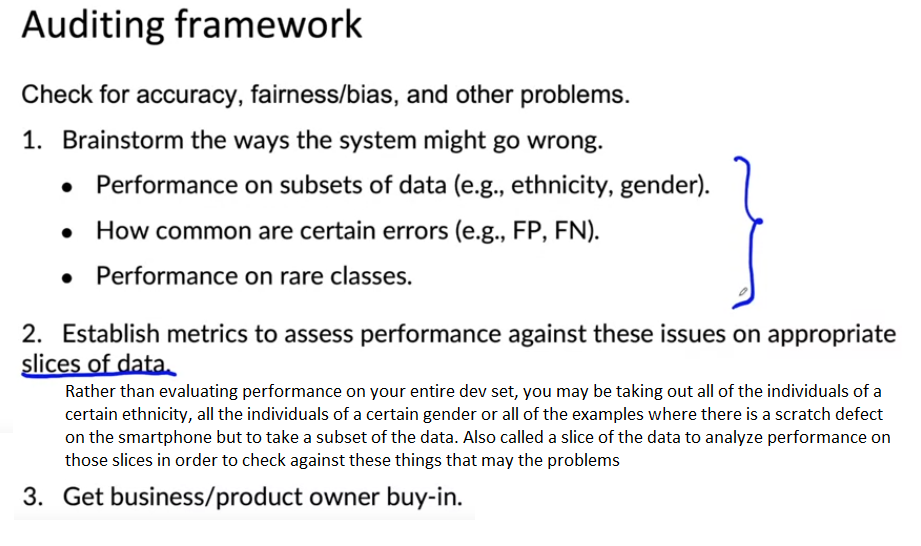 Auditing framework
Check for accuracy, fairness/bias, and other problems.
1. Brainstorm the ways the system might go wrong.
• Performance on subsets of data (e.g., ethnicity, gender).
• How common are certain errors (e.g., FP, FN).
• Performance on rare classes.
2. Establish metrics to assess performance against these issues on appropriate
slices of data.
Rather than evaluating performance on your entire dev set, you may be taking out all of the individuals of a
certain ethnicity, all the individuals of a certain gender or all of the examples where there is a scratch defect
on the smartphone but to take a subset of the data. Also called a slice of the data to analyze performance on
those slices in order to check against these things that may the problems
3. Get business/product owner buy-in.